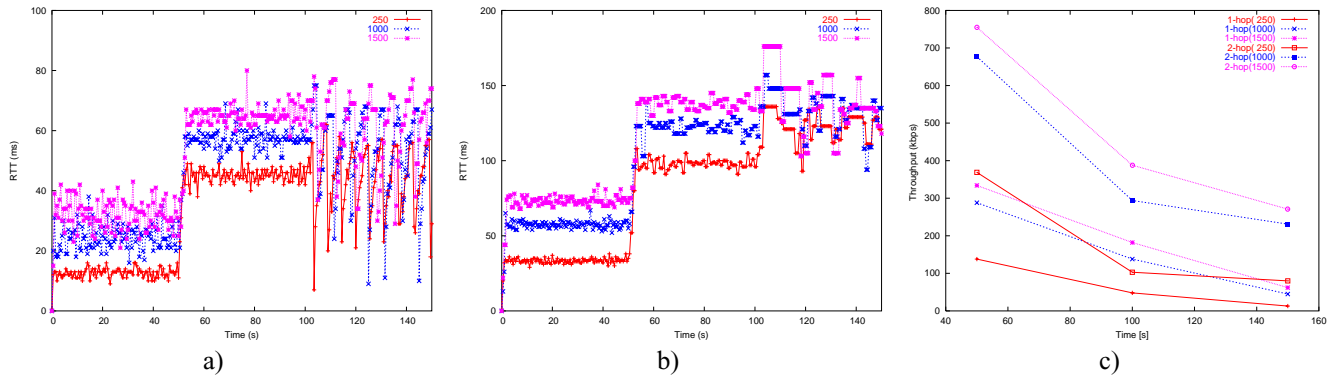 250
1000
1500
RTT (ms)
100
80
60
40
20
0
0 20 40 60 80 100 120 140
Time (s)
a)
250
1000
1500
RTT (ms)
200
150
100
50
0
0 20 40 60 80 100 120 140
Time (s)
b)
1-hop( 250)
1-hop(1000)
1-hop(1500)
2-hop( 250)
2-hop(1000)
2-hop(1500)
Throughput (kbps)
800
700
600
500
400
300
200
100
0
40 60 80 100 120 140 160
Time [s]
c)